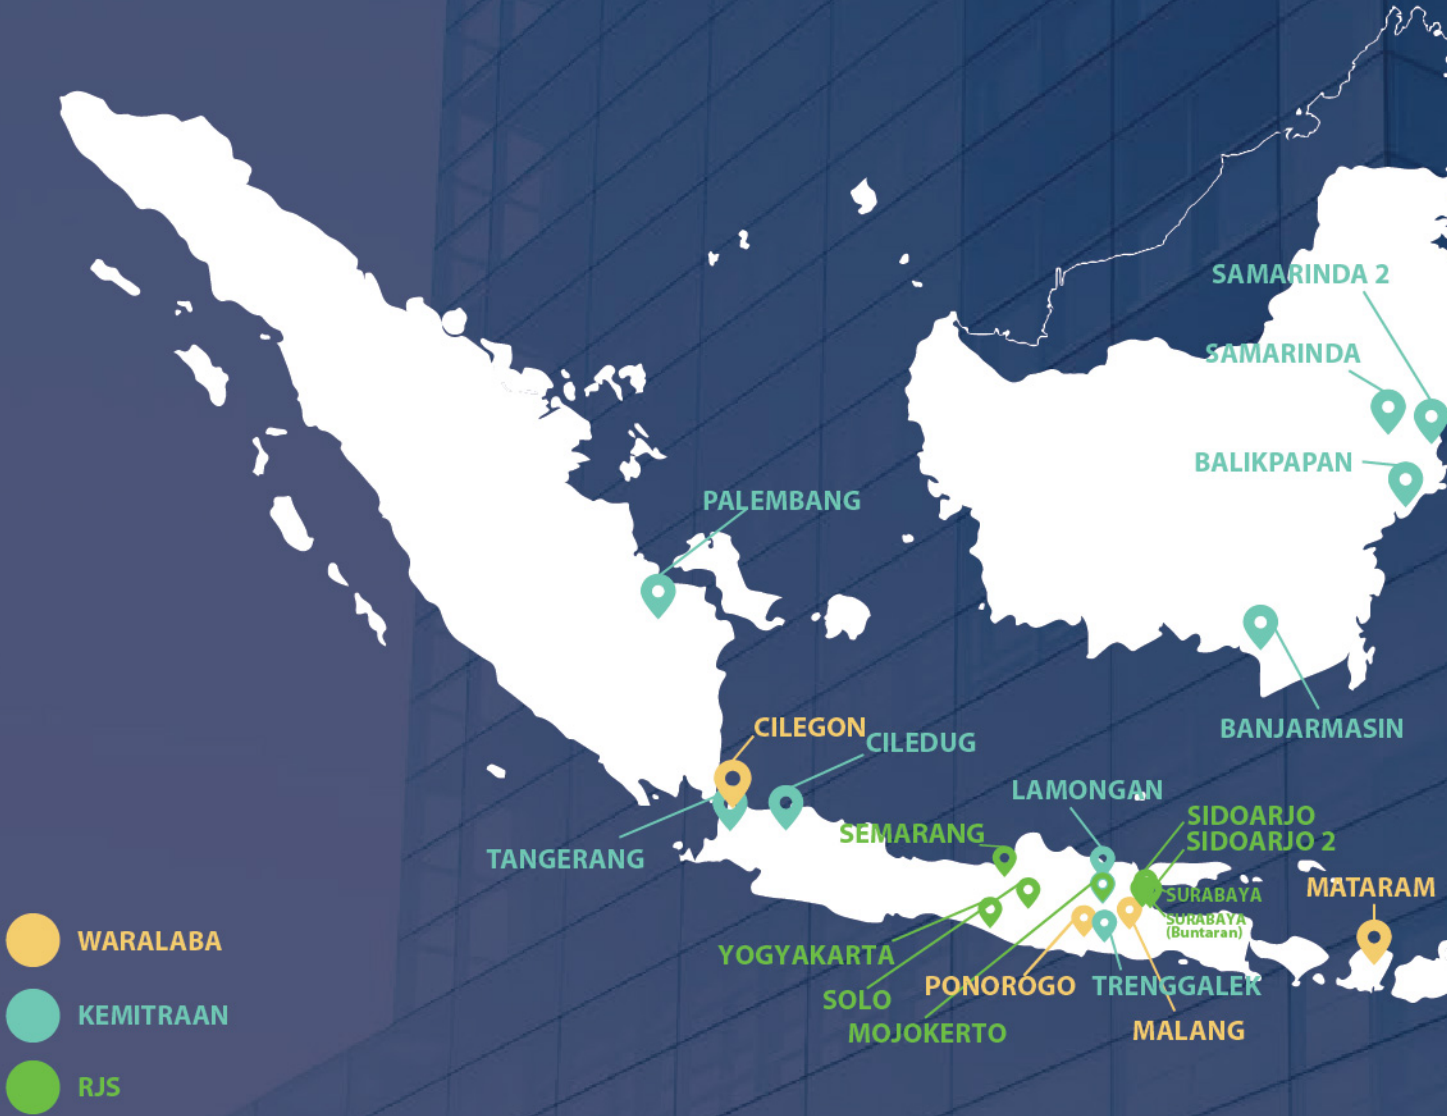 SAMARINDA 2
SAMARINDA
BALIKPAPAN
PALEMBANG
CILEGON
CILEDUG
BANJARMASIN
LAMONGAN
SEMARANG
SIDOARJO
SIDOARJO 2
TANGERANG
MATARAM
SURABAYA
SURABAYA
(Buntaran)
YOGYAKARTA
SOLO
PONOROGO
TRENGGALEK
MOJOKERTO
MALANG
WARALABA
KEMITRAAN
RJS